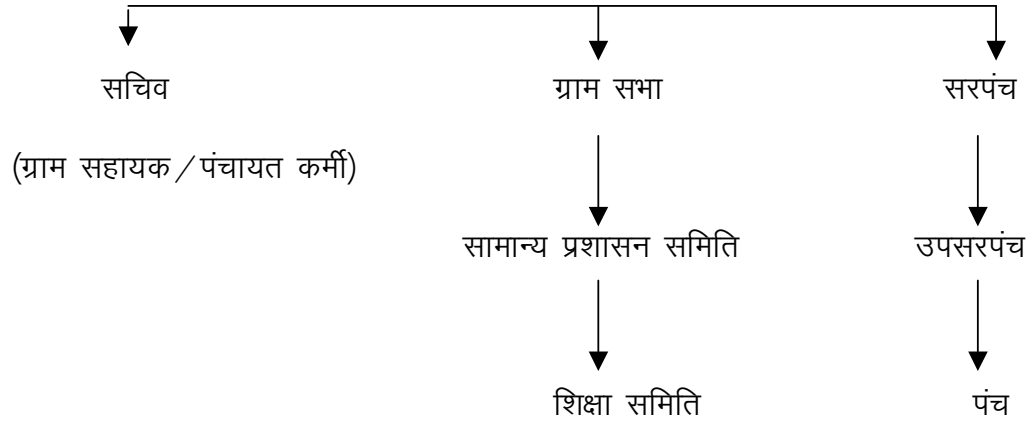 सचिव ग्राम सभा सरपंच
(ग्राम सहायक / पंचायत कर्मी)
सामान्य प्रशासन समिति उपसरपंच
शिक्षा समिति पंच